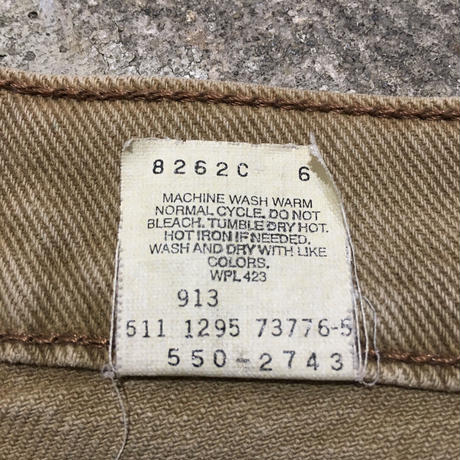 8262C 6
MACHINE WASH WARM
NORMAL CYCLE. DO NOT
BLEACH. TUMBLE DRY HOT.
HOT IRON IF NEEDED.
WASH AND DRY WITH LIKE
COLORS.
WPL 423
913
511 1295 73776-5
550-2743